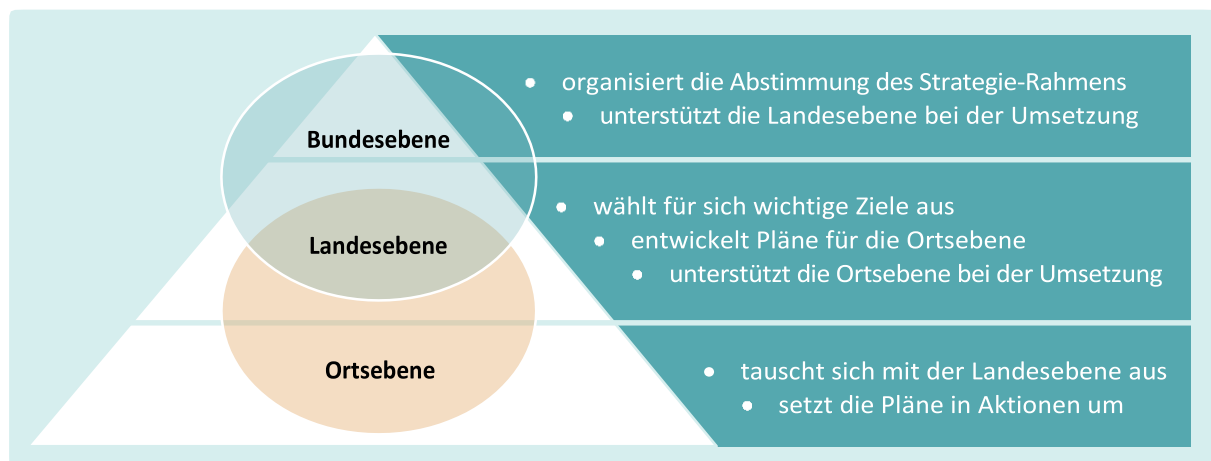 Bundesebene
• organisiert die Abstimmung des Strategie-Rahmens
• unterstützt die Landesebene bei der Umsetzung
Landesebene
• wählt für sich wichtige Ziele aus
• entwickelt Pläne für die Ortsebene
• unterstützt die Ortsebene bei der Umsetzung
Ortsebene
• tauscht sich mit der Landesebene aus
• setzt die Pläne in Aktionen um